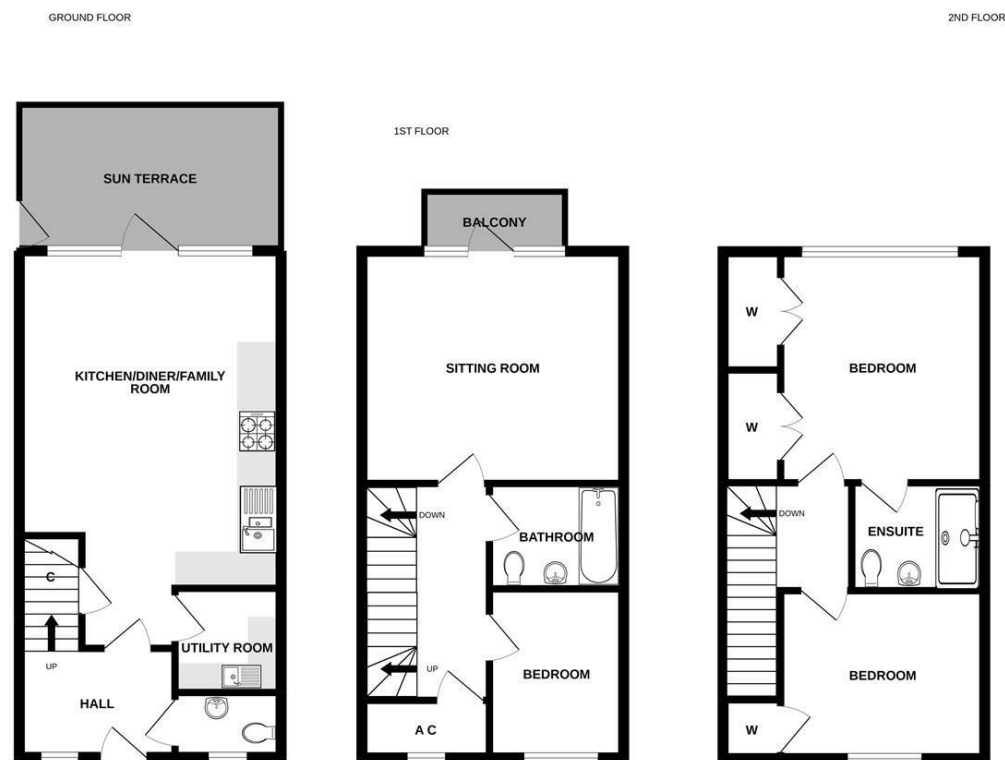 GROUND FLOOR
SUN TERRACE
KITCHEN/DINER/FAMILY
ROOM
C
UP
UTILITY ROOM
HALL
1ST FLOOR
BALCONY
SITTING ROOM
DOWN
BATHROOM
UP
BEDROOM
A C
2ND FLOOR
W
BEDROOM
W
DOWN
ENSUITE
BEDROOM
W